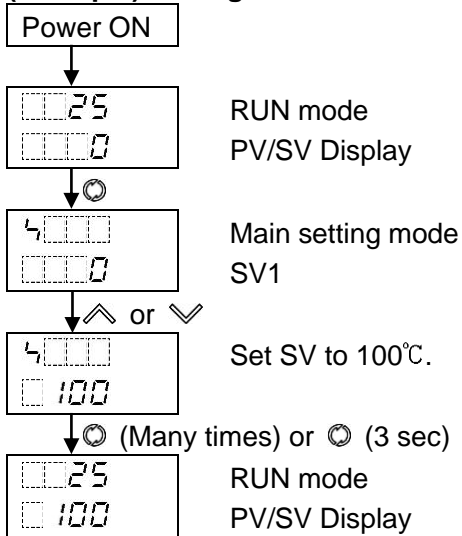 Power ON
25
RUN mode
0
PV/SV Display
Main setting mode
0
SV1
or
Set SV to 100℃.
100
(Many times) or (3 sec)
25
RUN mode
100
PV/SV Display